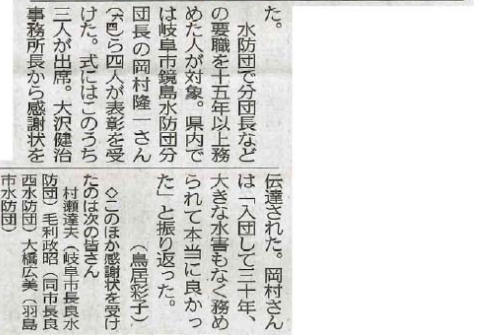 た。
　水防団で分団長など
の要職を十五年以上務
めた人が対象。県内で
は岐阜市鏡島水防団分
団長の岡村隆一さん
（六四）ら四人が表彰を受
けた。式にはこのうち
三人が出席。大沢健治
事務所長から感謝状を
伝達された。岡村さん
は「入団して三十年、
大きな水害もなく務め
られて本当に良かっ
た」と振り返った。
（鳥居彩子）
◇このほか感謝状を受け
たのは次の皆さん
村瀬達夫（岐阜市長良水
防団）毛利政昭（同市長良
西水防団）大橋広美（羽島
市水防団）